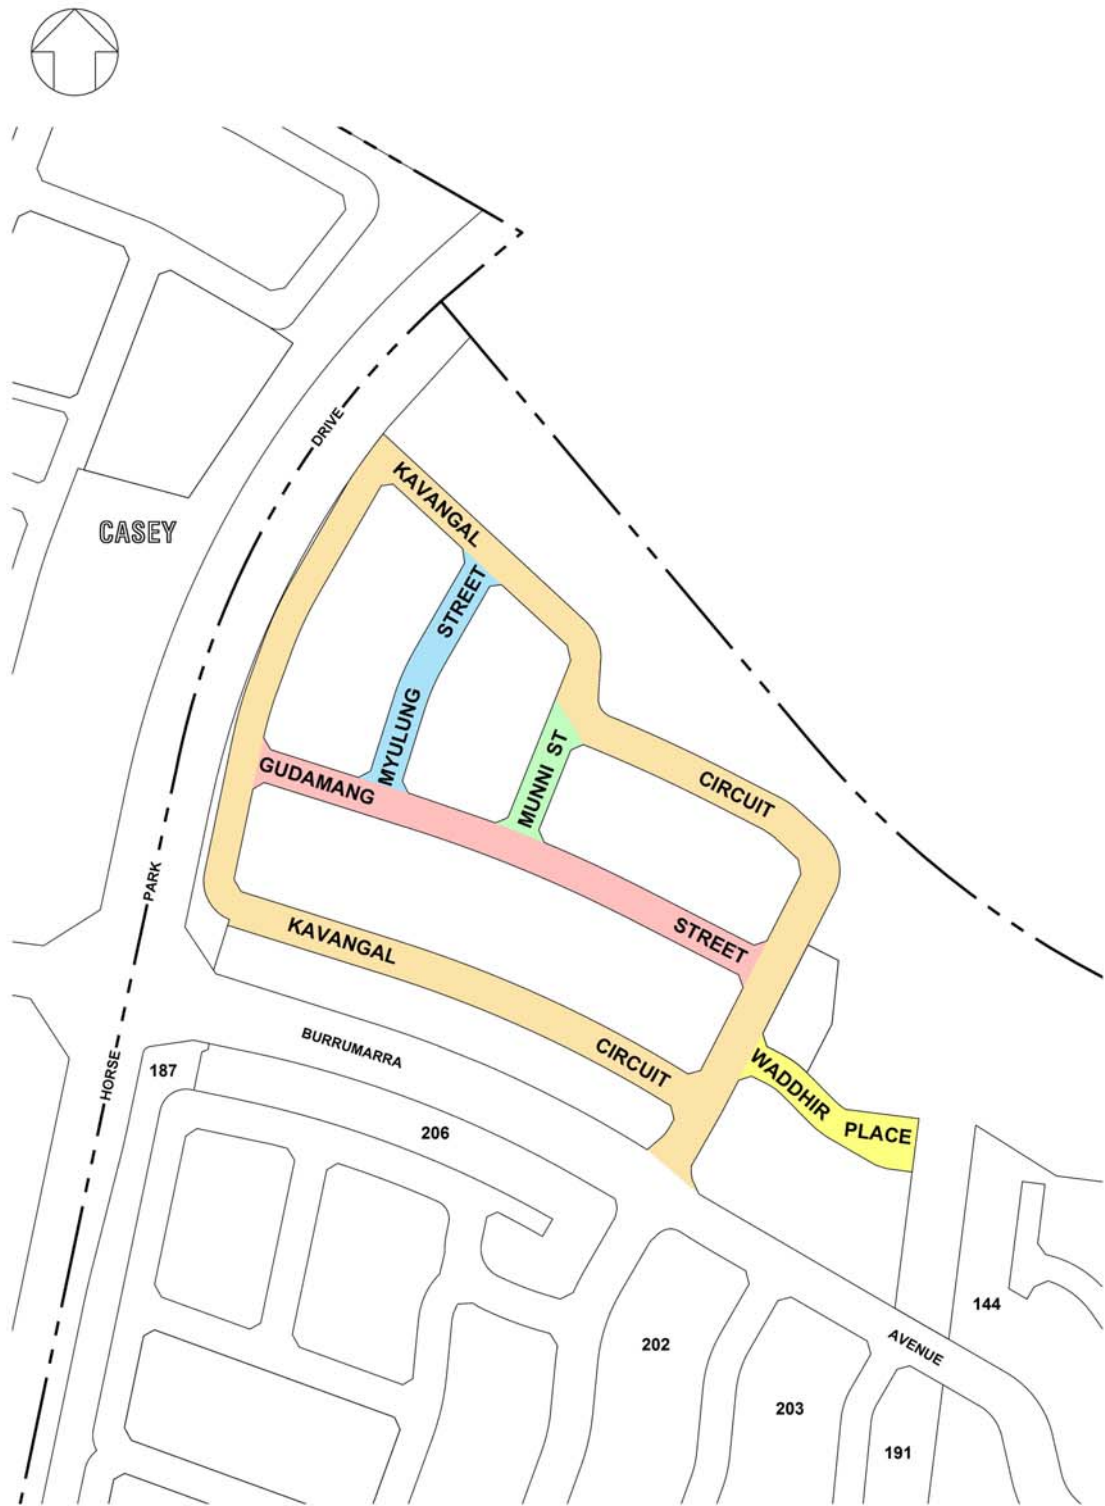 DRIVE
KAVANGAL
CASEY
MYULUNG STREET
MUNNI ST
GUDAMANG
CIRCUIT
PARK
STREET
KAVANGAL
BURRUMARRA
CIRCUIT
WADDHIR PLACE
HORSE
187
206
144
202
AVENUE
203
191